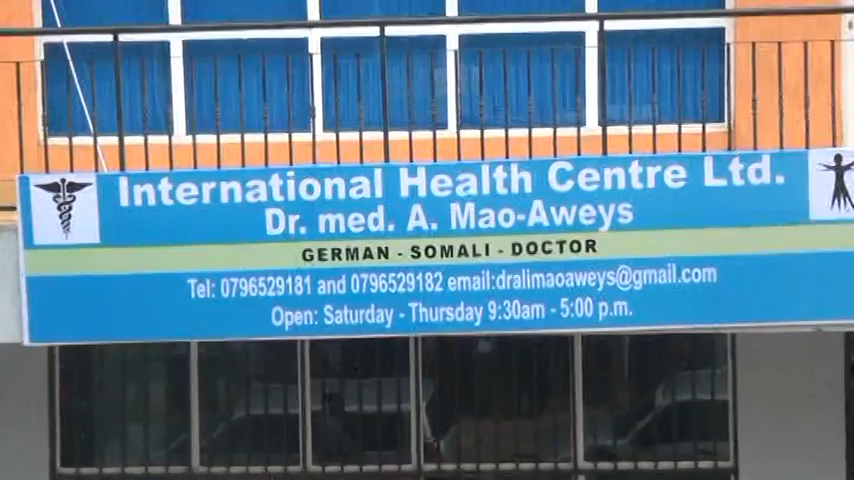 International Health Centre Ltd.
Dr. med. A. Mao-Aweys
GERMAN - SOMALI - DOCTOR
Tel: 0796529181 and 0796529182 email:dralimaoaweys@gmail.com
Open: Saturday - Thursday 9:30am - 5:00 p.m.